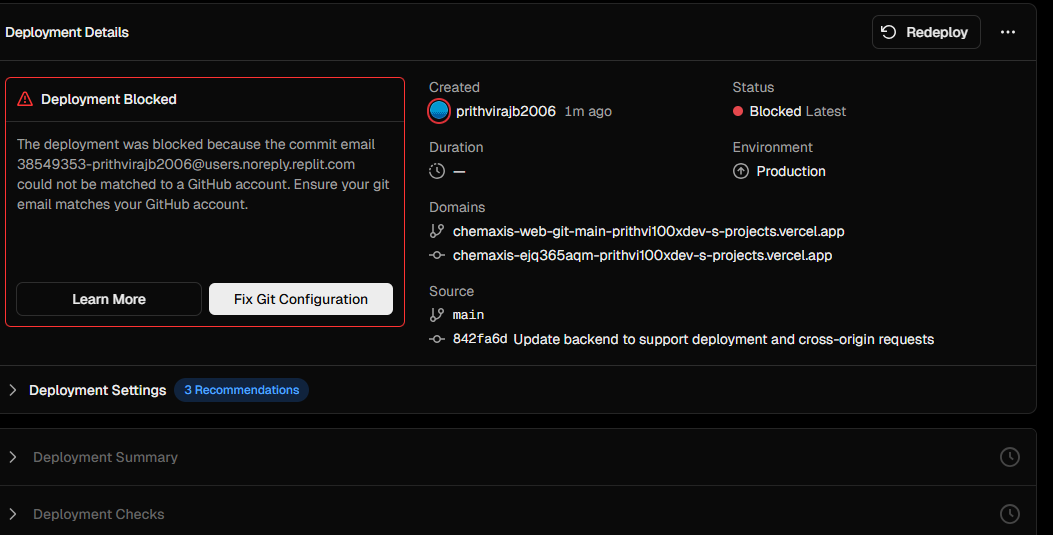 Deployment Details
Redeploy
Deployment Blocked
The deployment was blocked because the commit email
38549353-prithvirajb2006@users.noreply.replit.com
could not be matched to a GitHub account. Ensure your git
email matches your GitHub account.
Learn More
Fix Git Configuration
Created
prithvirajb2006 1m ago
Status
Blocked Latest
Duration
—
Environment
Production
Domains
chemaxis-web-git-main-prithvi100xdev-s-projects.vercel.app
chemaxis-ejq365aqm-prithvi100xdev-s-projects.vercel.app
Source
main
842fa6d Update backend to support deployment and cross-origin requests
Deployment Settings 3 Recommendations
Deployment Summary
Deployment Checks